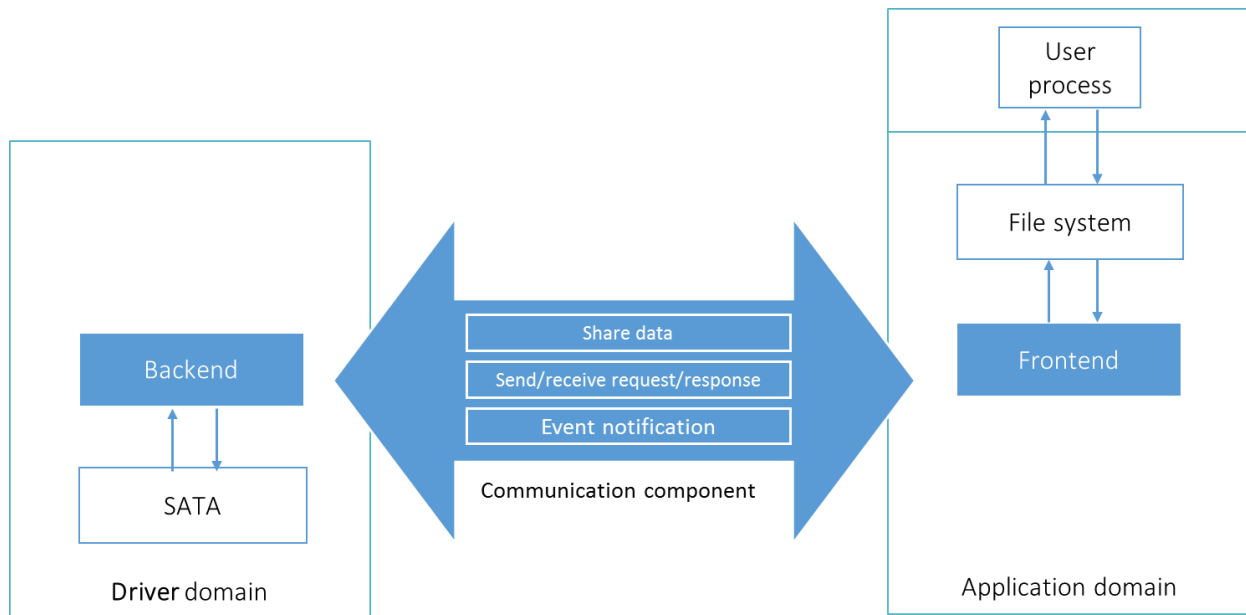 User
process
File system
Share data
Backend
Send/receive request/response
Frontend
Event notification
Communication component
SATA
Driver domain
Application domain